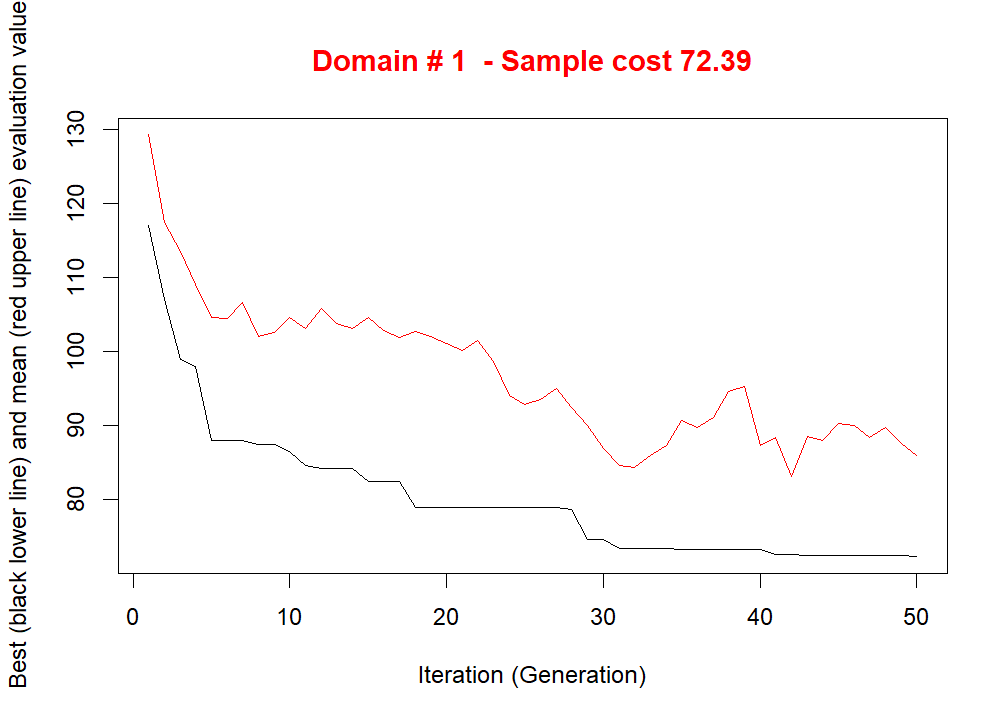 Domain # 1  - Sample cost 72.39
Best (black lower line) and mean (red upper line) evaluation value
130
120
110
100
90
80
0 10 20 30 40 50
Iteration (Generation)